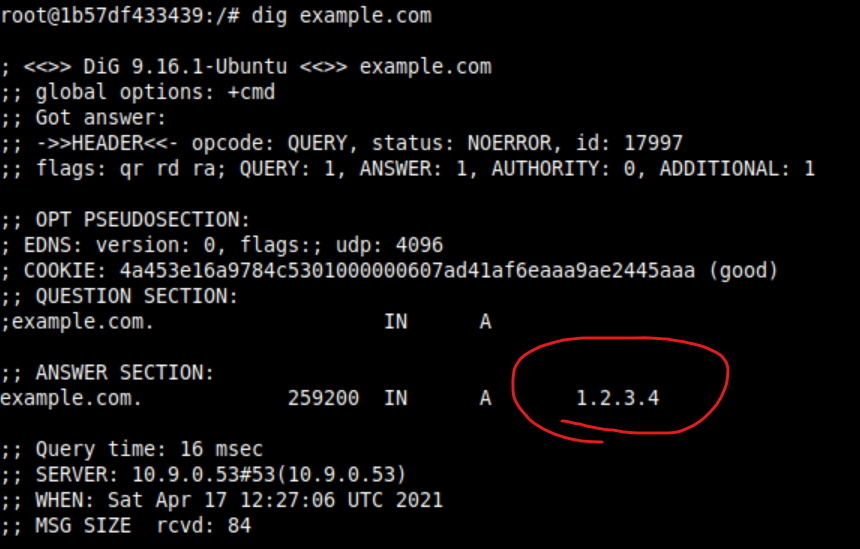 root@1b57df433439:/# dig example.com
; <<>> DiG 9.16.1-Ubuntu <<>> example.com
;; global options: +cmd
;; Got answer:
;; ->>HEADER<<- opcode: QUERY, status: NOERROR, id: 17997
;; flags: qr rd ra; QUERY: 1, ANSWER: 1, AUTHORITY: 0, ADDITIONAL: 1
;; OPT PSEUDOSECTION:
; EDNS: version: 0, flags:; udp: 4096
; COOKIE: 4a453e16a9784c5301000000607ad41af6eaaa9ae2445aaa (good)
;; QUESTION SECTION:
;example.com. IN A
;; ANSWER SECTION:
example.com. 259200 IN A 1.2.3.4
;; Query time: 16 msec
;; SERVER: 10.9.0.53#53(10.9.0.53)
;; WHEN: Sat Apr 17 12:27:06 UTC 2021
;; MSG SIZE rcvd: 84